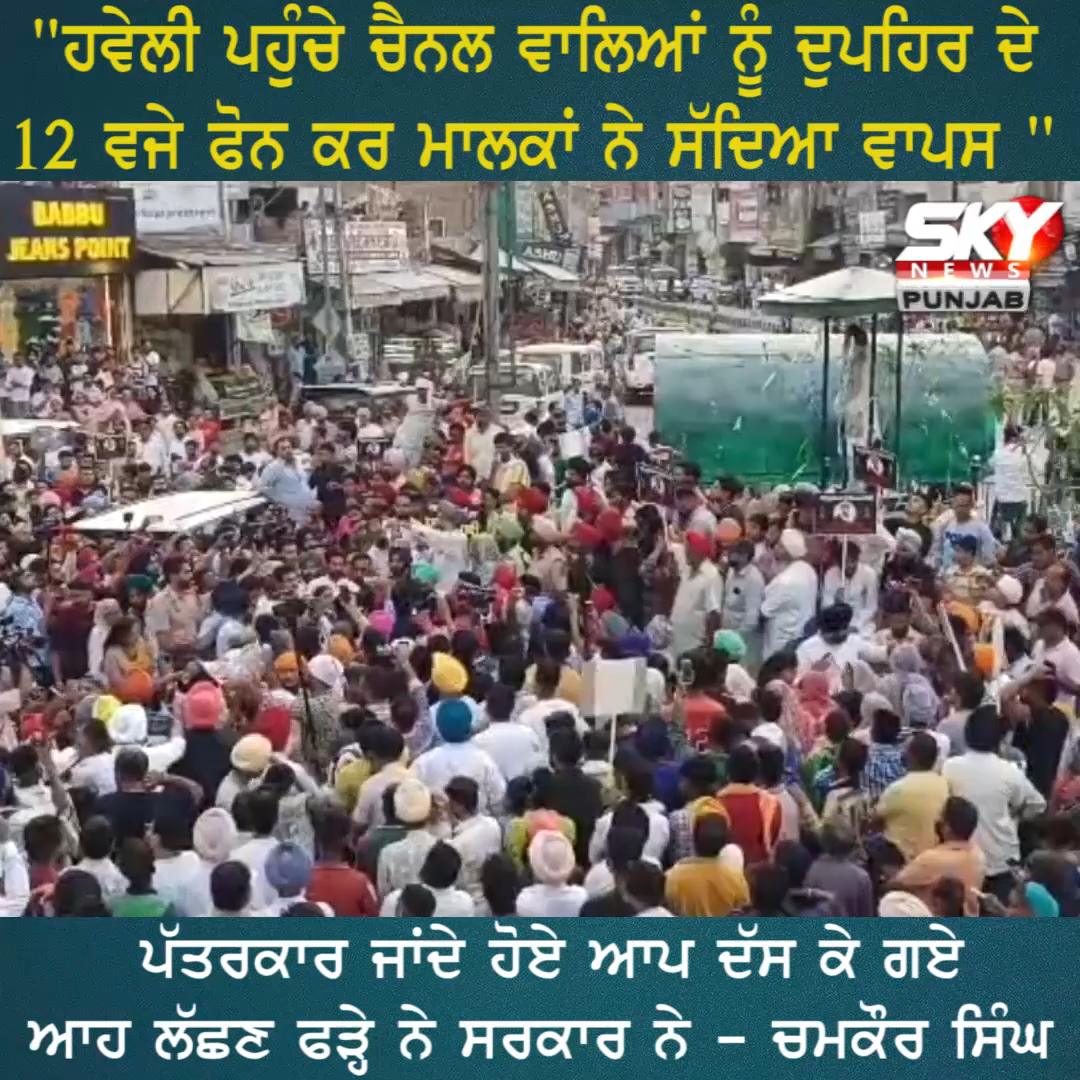 "ਹਵੇਲੀ ਪਹੁੰਚੇ ਚੈਨਲ ਵਾਲਿਆਂ ਨੂੰ ਦੁਪਹਿਰ ਦੇ
12 ਵਜੇ ਫੋਨ ਕਰ ਮਾਲਕਾਂ ਨੇ ਸੱਦਿਆ ਵਾਪਸ "
BABBU
JEANS POINT
SKY
NEWS
PUNJAB
ਪੱਤਰਕਾਰ ਜਾਂਦੇ ਹੋਏ ਆਪ ਦੱਸ ਕੇ ਗਏ
ਆਹ ਲੱਛਣ ਫੜ੍ਹੇ ਨੇ ਸਰਕਾਰ ਨੇ - ਚਮਕੌਰ ਸਿੰਘ